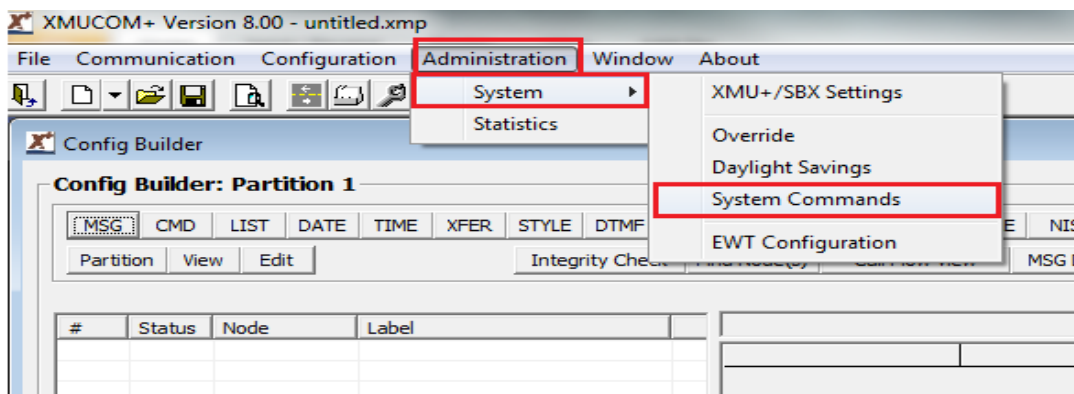 XMUCOM+ Version 8.00 - untitled.xmp
File Communication Configuration Administration Window About
System
Statistics
XMU+/SBX Settings
Override
Daylight Savings
System Commands
EWT Configuration
Config Builder
Config Builder: Partition 1
MSG CMD LIST DATE TIME XFER STYLE DTMF
Partition View Edit Integrity Check MSG
# Status Node Label